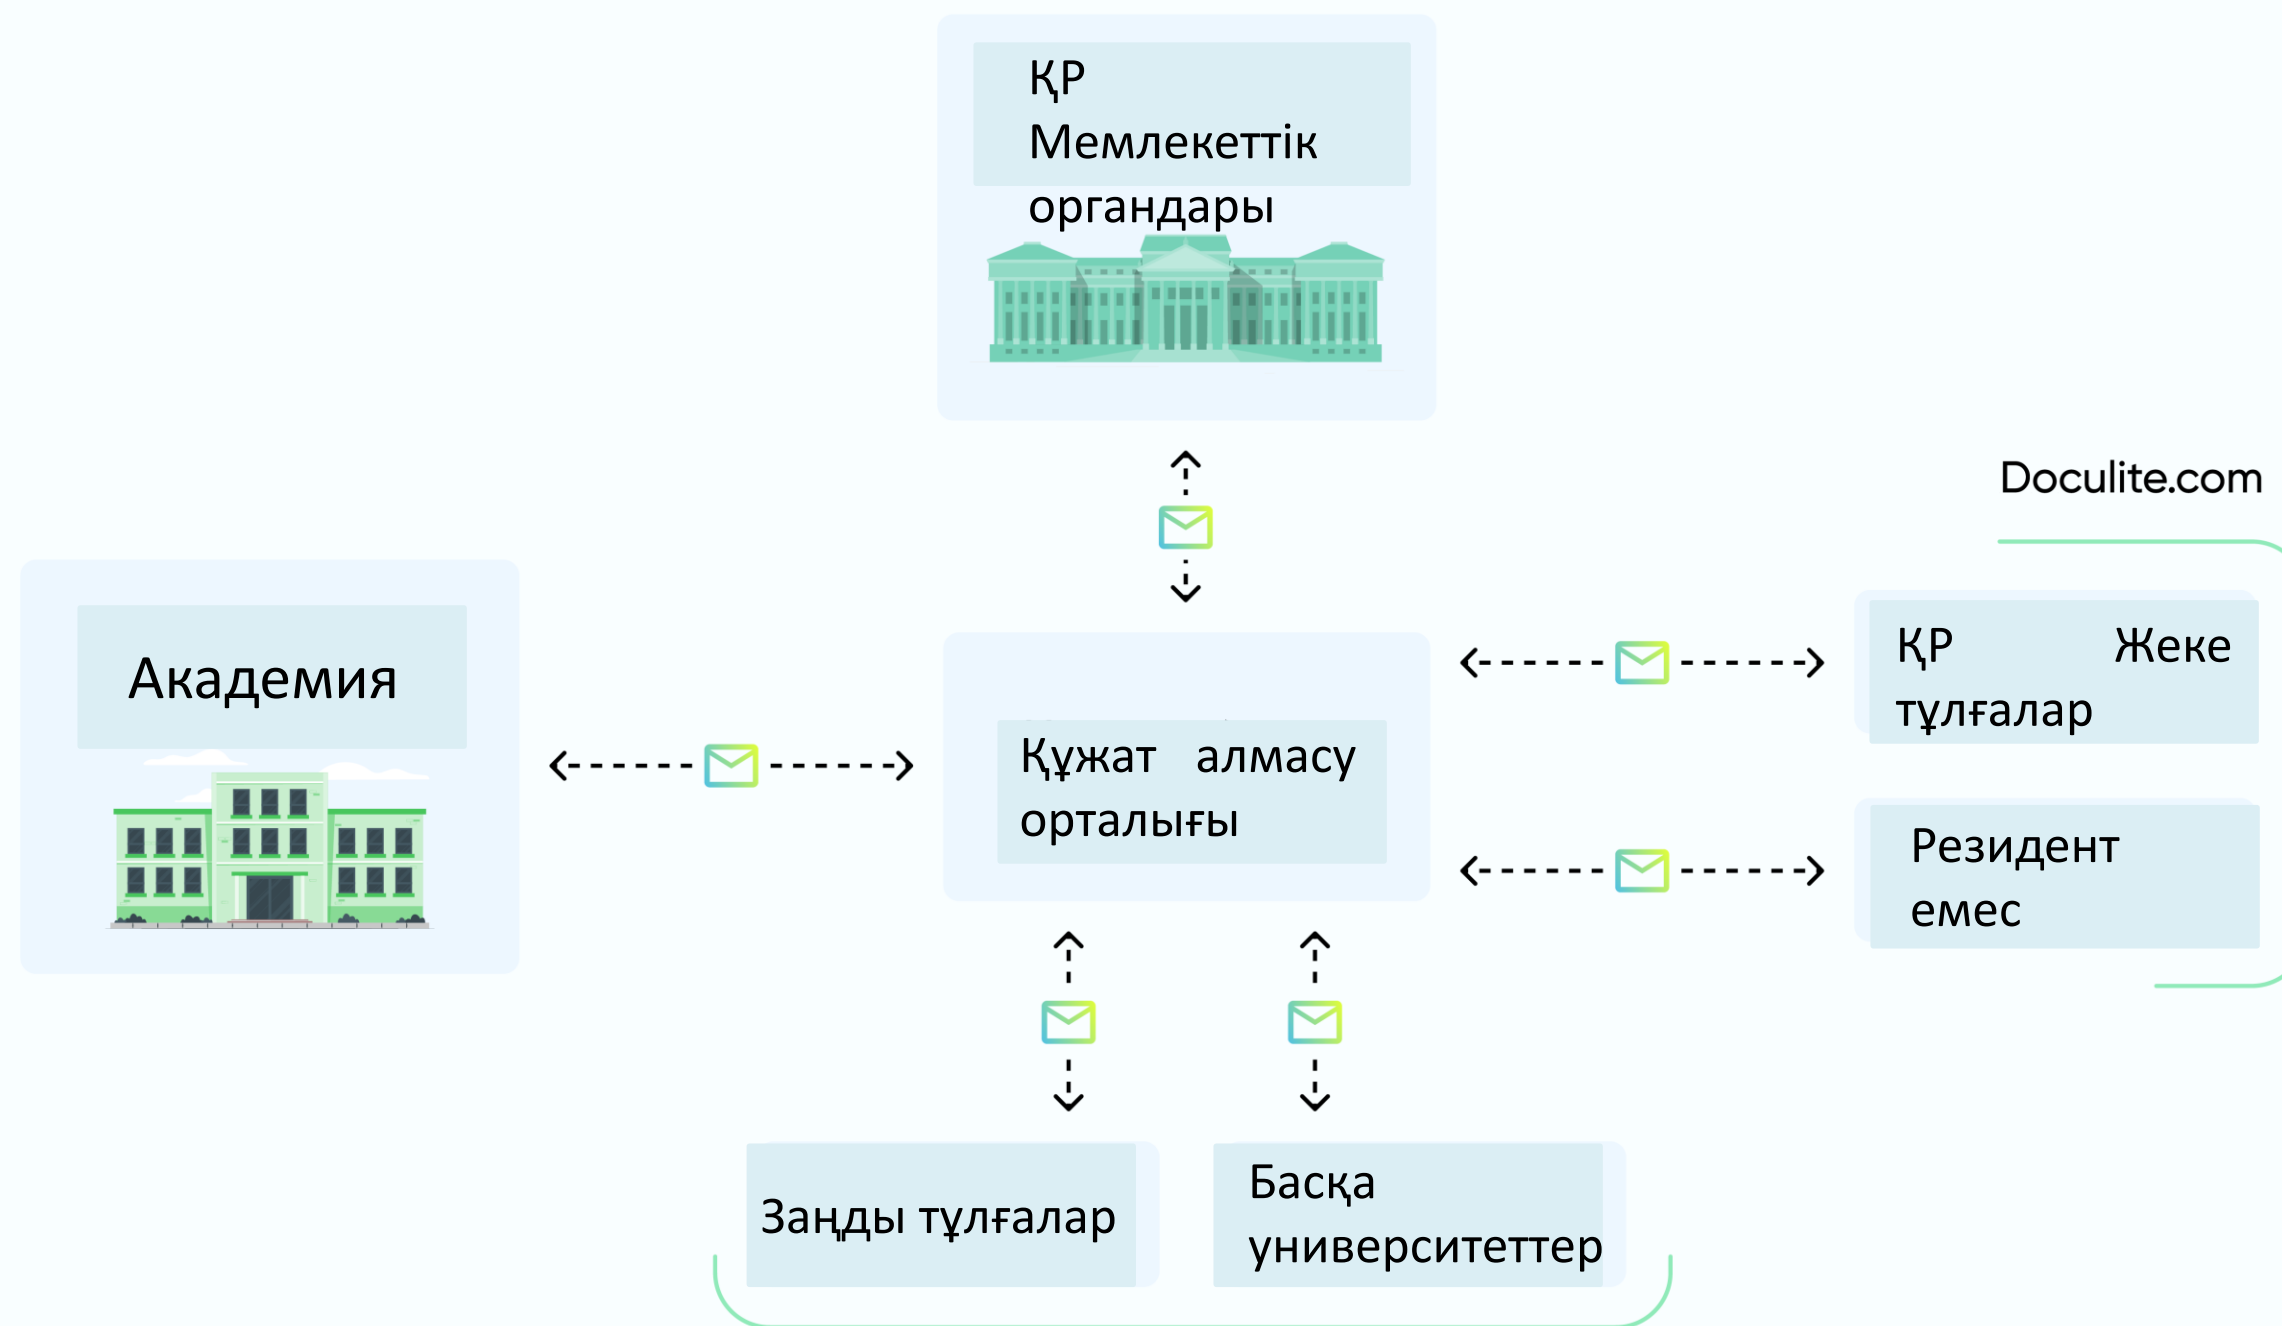 ҚР
Мемлекеттік
органдары
Doculite.com
Академия
Құжат алмасу
орталығы
ҚР Жеке
тұлғалар
Резидент
емес
Заңды тұлғалар
Басқа
университеттер